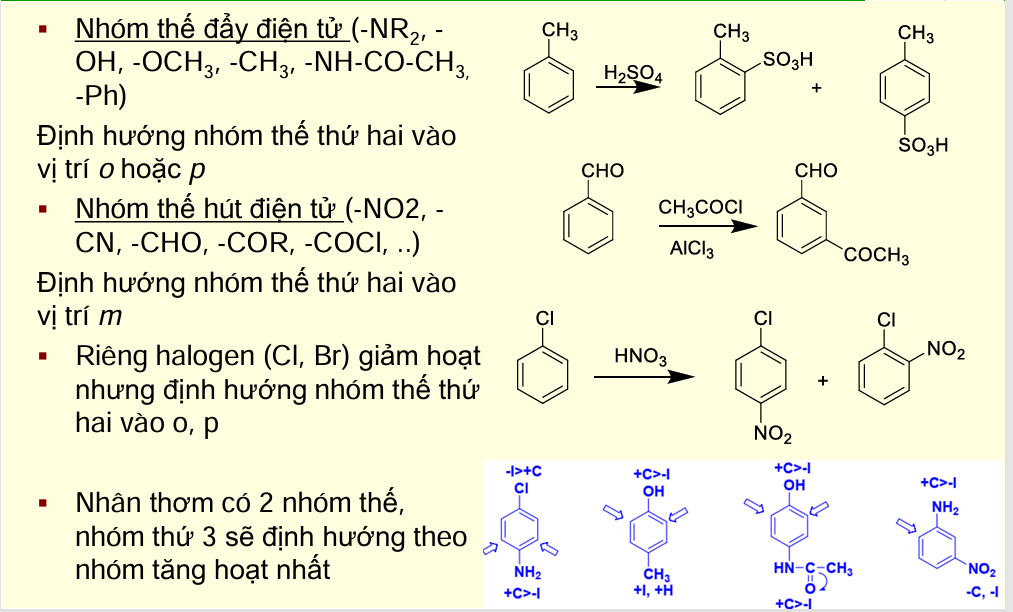 ▪ Nhóm thế đẩy điện tử (-NR₂, -
OH, -OCH₃, -CH₃, -NH-CO-CH₃,
-Ph)
Định hướng nhóm thế thứ hai vào
vị trí o hoặc p
▪ Nhóm thế hút điện tử (-NO2, -
CN, -CHO, -COR, -COCl, ..)
Định hướng nhóm thế thứ hai vào
vị trí m
▪ Riêng halogen (Cl, Br) giảm hoạt
nhưng định hướng nhóm thế thứ
hai vào o, p
▪ Nhân thơm có 2 nhóm thế,
nhóm thứ 3 sẽ định hướng theo
nhóm tăng hoạt nhất
CH₃
H₂SO₄
CH₃
SO₃H
+
CH₃
SO₃H
CHO
CH₃COCl
AlCl₃
CHO
COCH₃
Cl
HNO₃
Cl
NO₂
+
Cl
NO₂
-I>+C
Cl
NH₂
+C>-I
+C>-I
OH
CH₃
+I, +H
+C>-I
OH
HN-C-CH₃
O
+C>-I
+C>-I
NH₂
NO₂
-C, -I